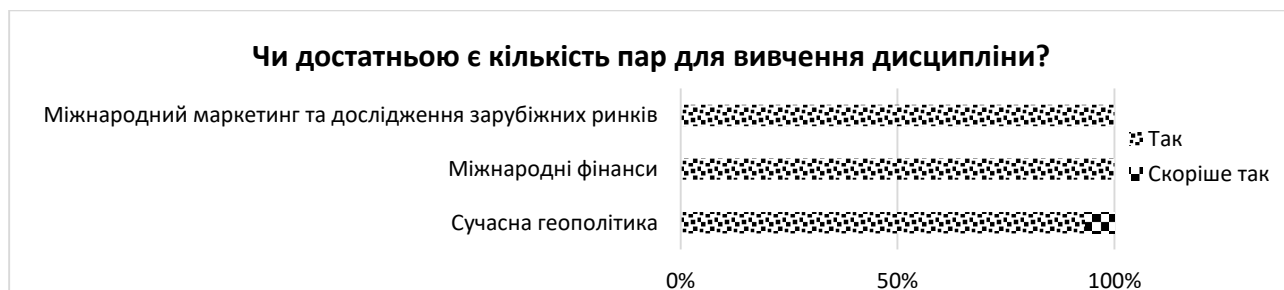 Чи достатньою є кількість пар для вивчення дисципліни?
Міжнародний маркетинг та дослідження зарубіжних ринків
Міжнародні фінанси
Сучасна геополітика
0%
50%
100%
Так
Скоріше так